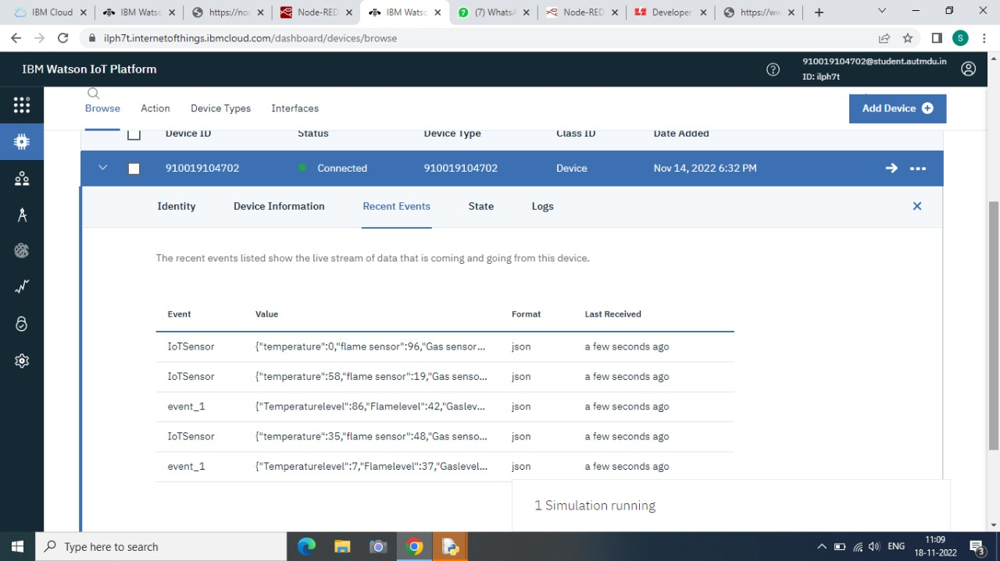 IBM Cloud
IBM Watso
https://no
Node-RED
IBM Watso
(7) WhatsA
Node-RED
Developer
https://ww
ilph7t.internetofthings.ibmcloud.com/dashboard/devices/browse
S
IBM Watson IoT Platform
910019104702@student.autmdu.in
ID: ilph7t
Browse Action Device Types Interfaces
Add Device
Device ID Status Device Type Class ID Date Added
910019104702 Connected 910019104702 Device Nov 14, 2022 6:32 PM
Identity Device Information Recent Events State Logs
The recent events listed show the live stream of data that is coming and going from this device.
Event Value Format Last Received
IoTSensor {"temperature":0,"flame sensor":96,"Gas sensor... json a few seconds ago
IoTSensor {"temperature":58,"flame sensor":19,"Gas senso... json a few seconds ago
event_1 {"Temperaturelevel":86,"Flamelevel":42,"Gaslev... json a few seconds ago
IoTSensor {"temperature":35,"flame sensor":48,"Gas senso... json a few seconds ago
event_1 {"Temperaturelevel":7,"Flamelevel":37,"Gaslevel... json a few seconds ago
1 Simulation running
Type here to search
ENG
11:09
18-11-2022
3